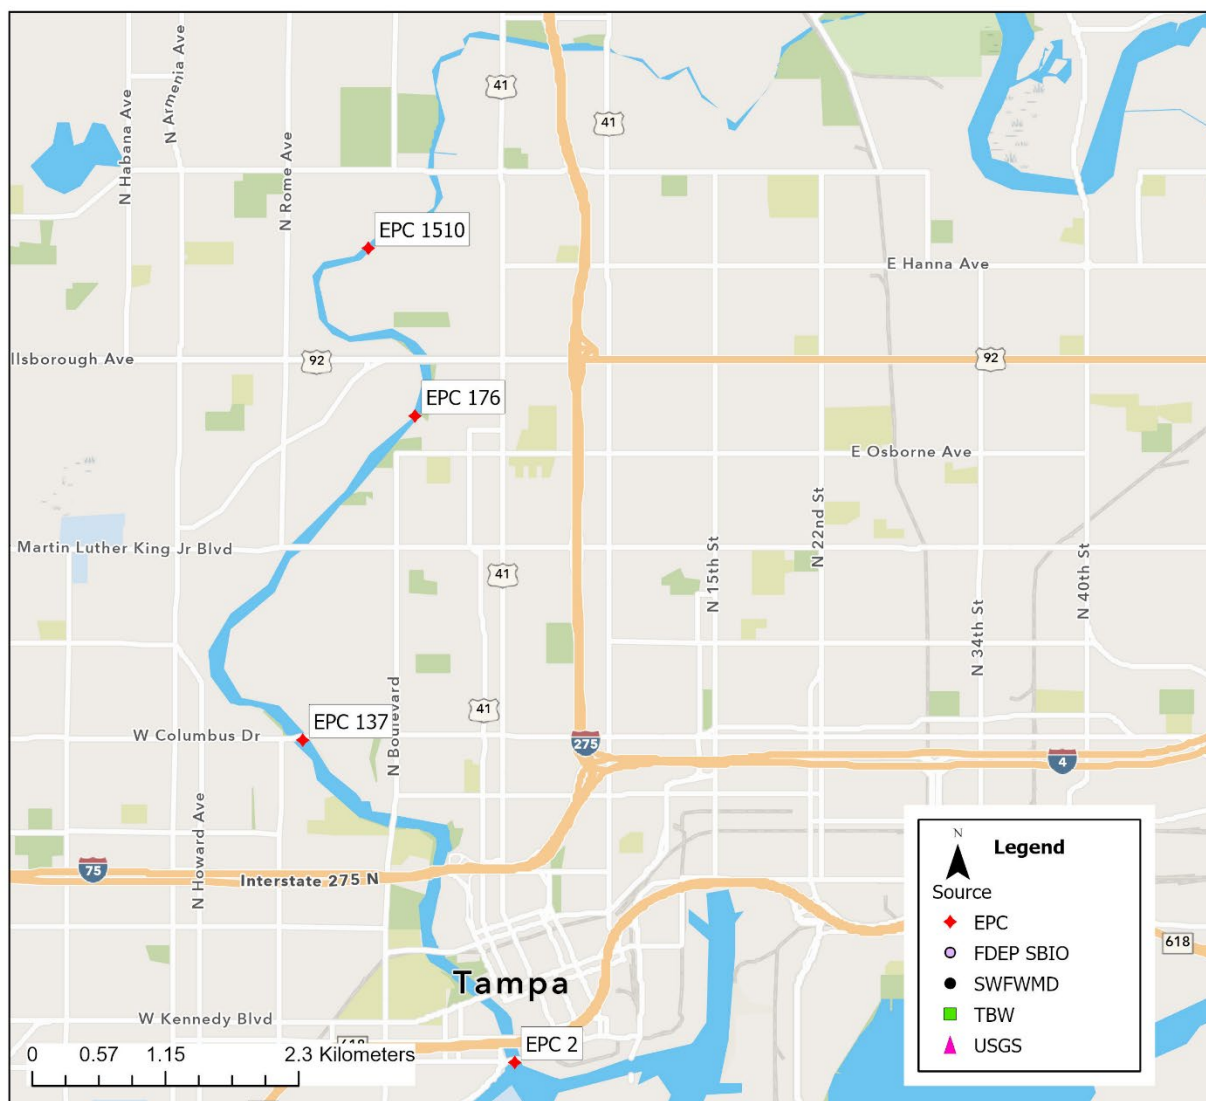 N Armenia Ave
41
N Habana Ave
41
N Rome Ave
EPC 1510
E Hanna Ave
llsborough Ave
92
92
EPC 176
E Osborne Ave
N 22nd St
Martin Luther King Jr Blvd
N 15th St
41
N 40th St
N 34th St
N Boulevard
41
EPC 137
W Columbus Dr
275
4
N Howard Ave
75
Interstate 275 N
N
Legend
Source
EPC
FDEP SBIO
SWFWMD
TBW
USGS
618
Tampa
W Kennedy Blvd
618
EPC 2
0 0.57 1.15 2.3 Kilometers